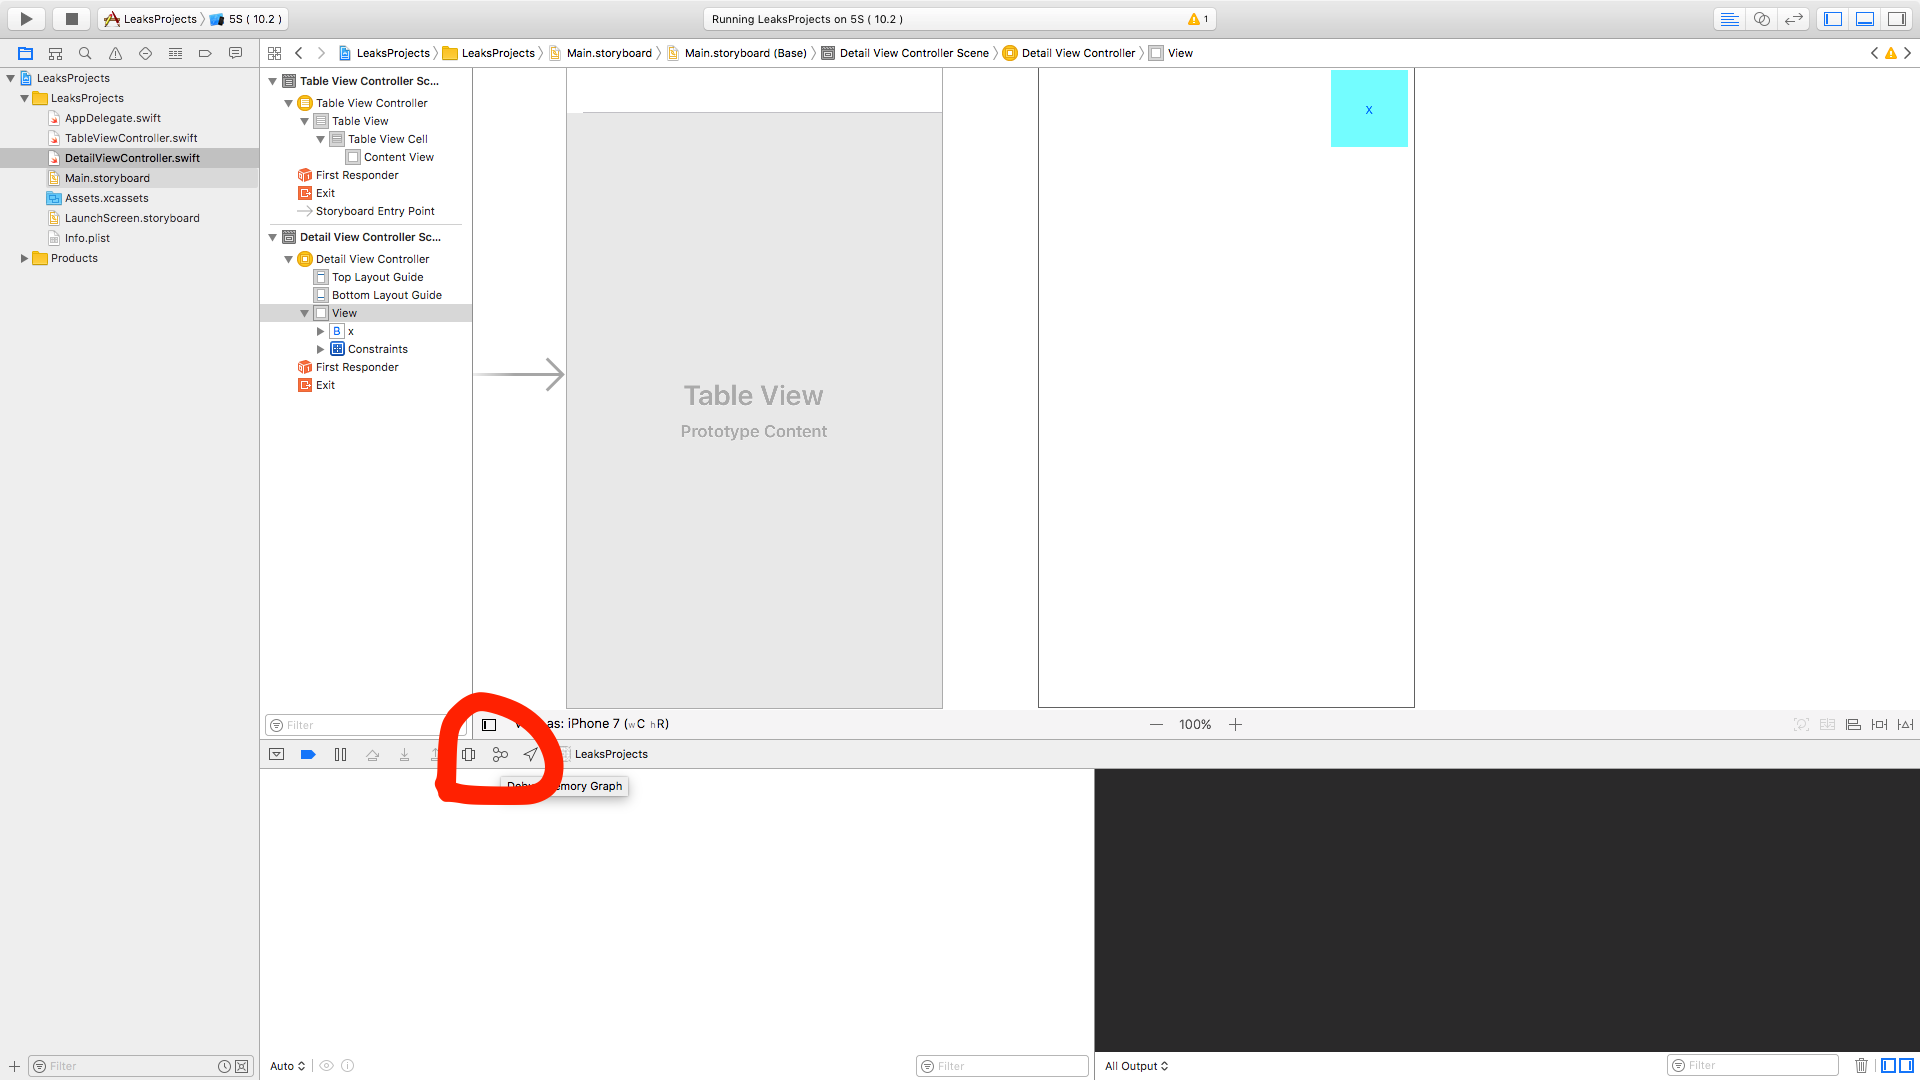 LeaksProjects 5S ( 10.2 )
Running LeaksProjects on 5S ( 10.2 ) 1
LeaksProjects LeaksProjects Main.storyboard Main.storyboard (Base) Detail View Controller Scene Detail View Controller View
LeaksProjects
LeaksProjects
AppDelegate.swift
TableViewController.swift
DetailViewController.swift
Main.storyboard
Assets.xcassets
LaunchScreen.storyboard
Info.plist
Products
Table View Controller Sc...
Table View Controller
Table View
Table View Cell
Content View
First Responder
Exit
Storyboard Entry Point
Detail View Controller Sc...
Detail View Controller
Top Layout Guide
Bottom Layout Guide
View
B x
Constraints
First Responder
Exit
Table View
Prototype Content
X
Filter
as: iPhone 7 (wC hR)
100%
LeaksProjects
Memory Graph
Filter
Auto
Filter
All Output
Filter